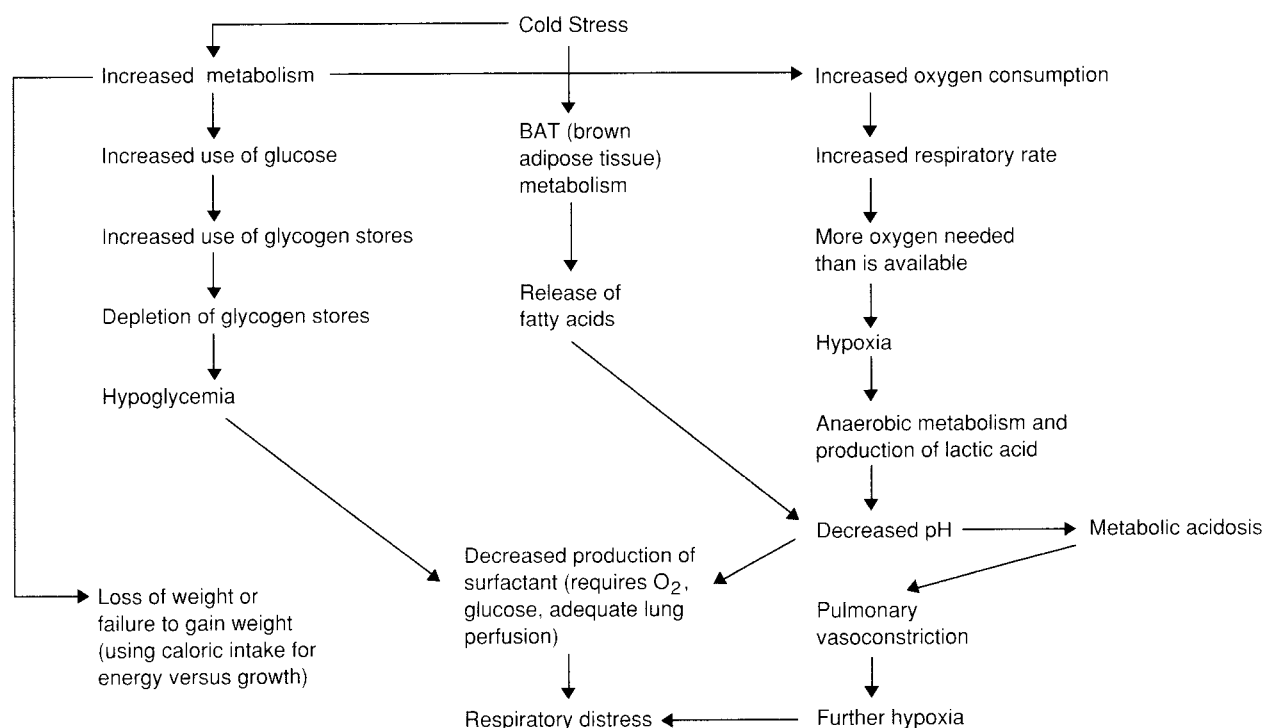 Cold Stress
Increased metabolism
Increased oxygen consumption
BAT (brown
adipose tissue)
metabolism
Increased use of glucose
Increased respiratory rate
Increased use of glycogen stores
More oxygen needed
than is available
Release of
fatty acids
Depletion of glycogen stores
Hypoxia
Hypoglycemia
Anaerobic metabolism and
production of lactic acid
Decreased pH
Metabolic acidosis
Decreased production of
surfactant (requires O₂,
glucose, adequate lung
perfusion)
Loss of weight or
failure to gain weight
(using caloric intake for
energy versus growth)
Pulmonary
vasoconstriction
Respiratory distress
Further hypoxia